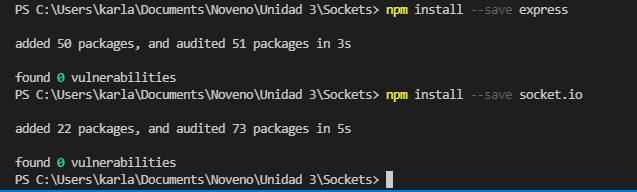 PS C:\Users\karla\Documents\Noveno\Unidad 3\Sockets> npm install --save express
added 50 packages, and audited 51 packages in 3s
found 0 vulnerabilities
PS C:\Users\karla\Documents\Noveno\Unidad 3\Sockets> npm install --save socket.io
added 22 packages, and audited 73 packages in 5s
found 0 vulnerabilities
PS C:\Users\karla\Documents\Noveno\Unidad 3\Sockets>